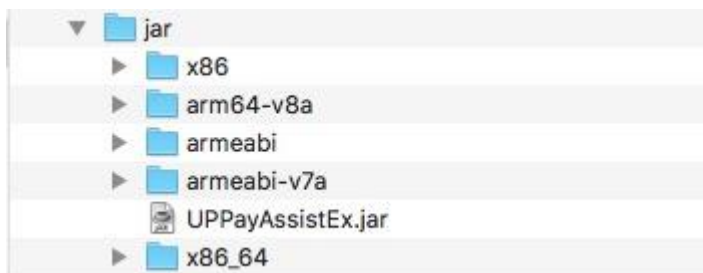 jar
x86
arm64-v8a
armeabi
armeabi-v7a
UPPayAssistEx.jar
x86_64